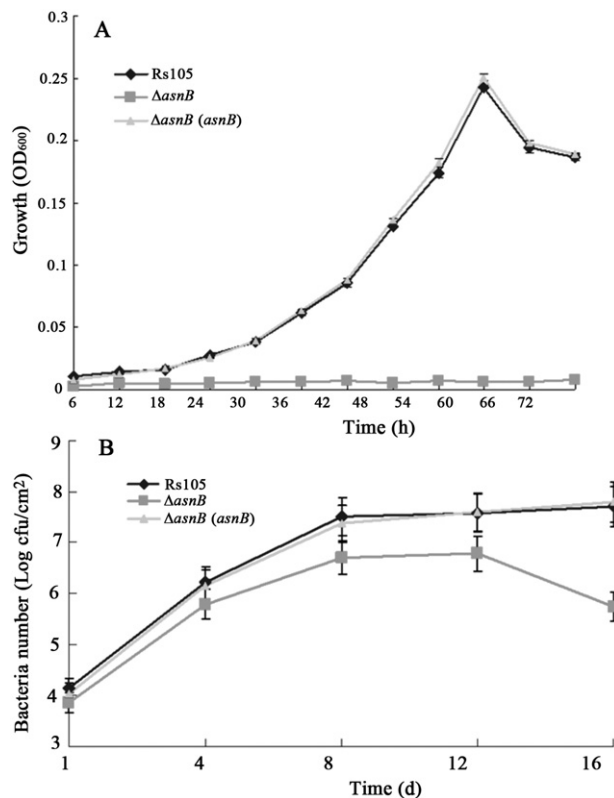 A
Rs105
ΔasnB
ΔasnB (asnB)
Growth (OD₆₀₀)
0.3
0.25
0.2
0.15
0.1
0.05
0
6 12 18 24 30 36 42 48 54 60 66 72
Time (h)
B
Rs105
ΔasnB
ΔasnB (asnB)
Bacteria number (Log cfu/cm²)
9
8
7
6
5
4
3
1 4 8 12 16
Time (d)